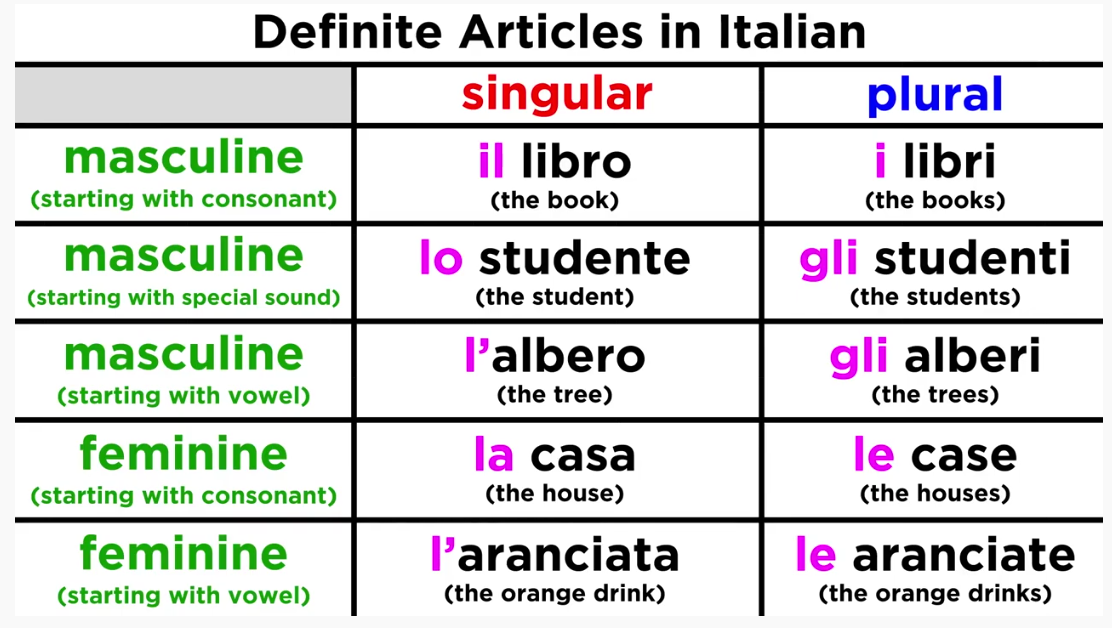 Definite Articles in Italian
singular plural
masculine il libro i libri
(starting with consonant) (the book) (the books)
masculine lo studente gli studenti
(starting with special sound) (the student) (the students)
masculine l’albero gli alberi
(starting with vowel) (the tree) (the trees)
feminine la casa le case
(starting with consonant) (the house) (the houses)
feminine l’aranciata le aranciate
(starting with vowel) (the orange drink) (the orange drinks)